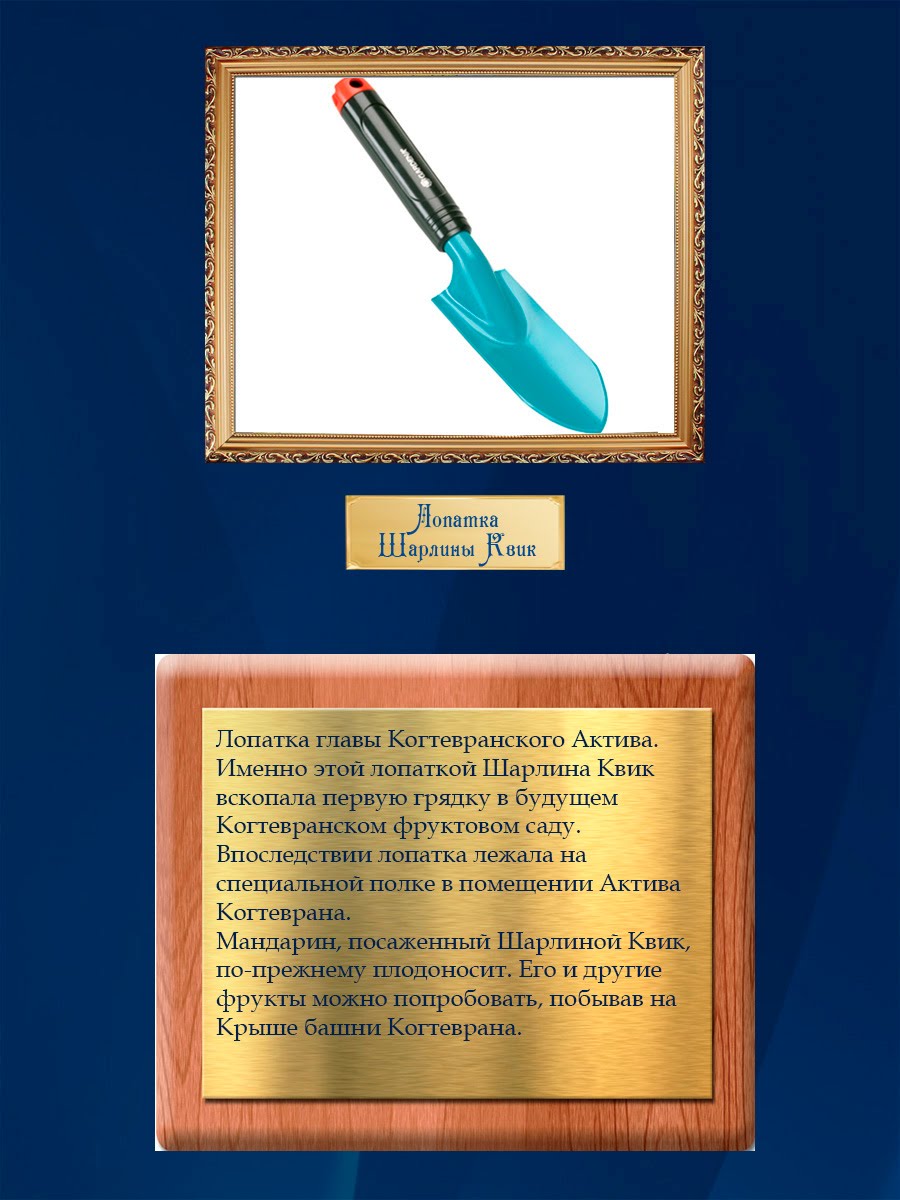 GARDENA
Лопатка
Шарлины Квик
Лопатка главы Когтевранского Актива.
Именно этой лопаткой Шарлина Квик
вскопала первую грядку в будущем
Когтевранском фруктовом саду.
Впоследствии лопатка лежала на
специальной полке в помещении Актива
Когтеврана.
Мандарин, посаженный Шарлиной Квик,
по-прежнему плодоносит. Его и другие
фрукты можно попробовать, побывав на
Крыше башни Когтеврана.